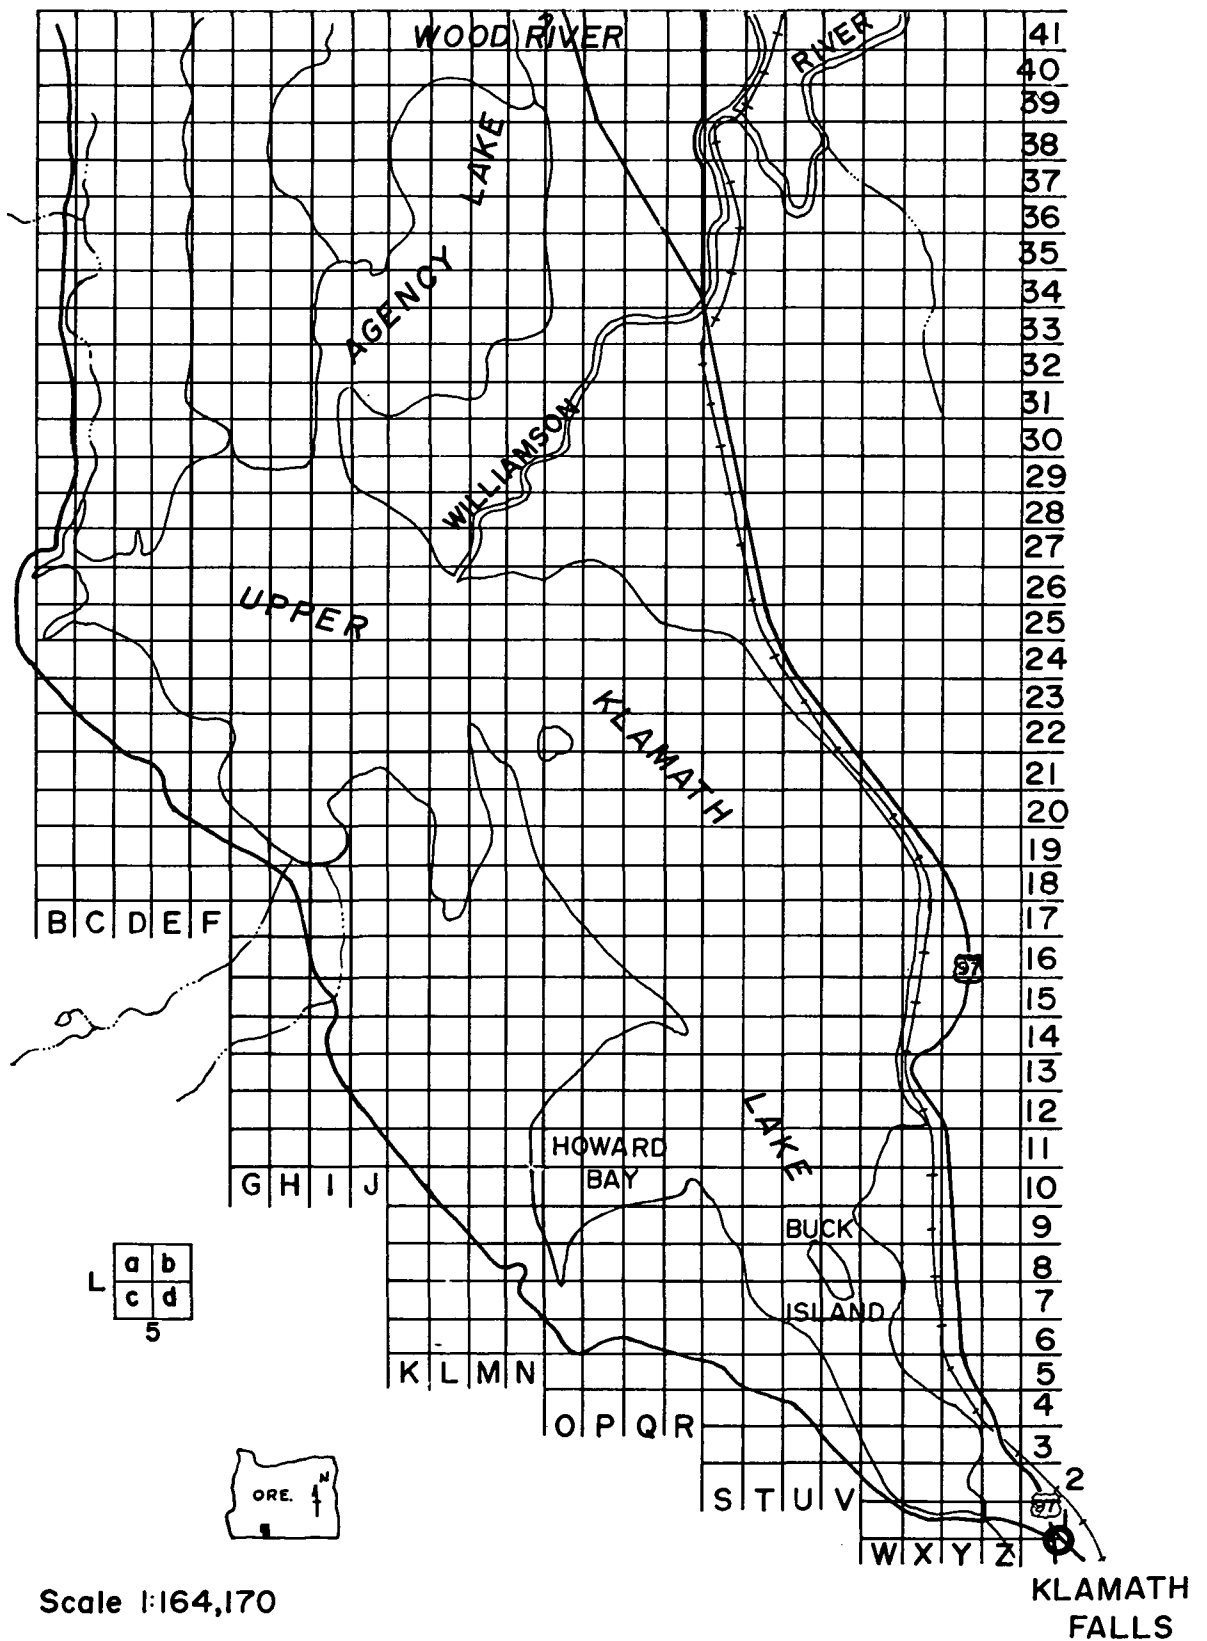 WOOD RIVER
RIVER
41
40
39
38
37
36
35
34
33
32
31
30
29
28
27
26
25
24
23
22
21
20
19
18
17
16
15
14
13
12
11
10
9
8
7
6
5
4
3
2
AGENCY LAKE
WILLIAMSON
UPPER
KLAMATH
LAKE
B C D E F
97
HOWARD
BAY
G H I J
BUCK
ISLAND
L
a b
c d
5
K L M N
O P Q R
S T U V
97
W X Y Z
ORE.
N
Scale 1:164,170
KLAMATH
FALLS